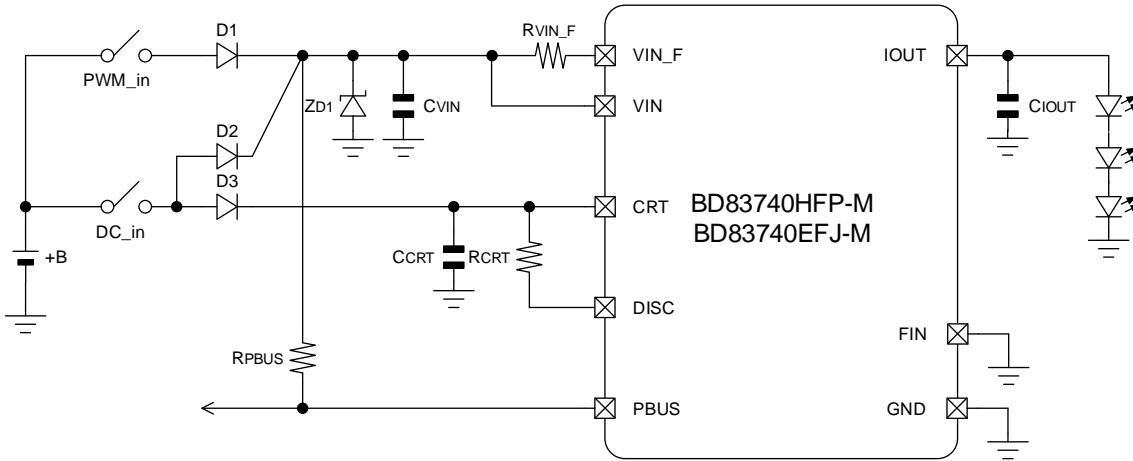 D1
RVIN_F
VIN_F
IOUT
PWM_in
ZD1
CVIN
VIN
CIOUT
D2
D3
CRT
BD83740HFP-M
BD83740EFJ-M
DC_in
+B
CCRT
RCRT
DISC
FIN
RPBUS
PBUS
GND